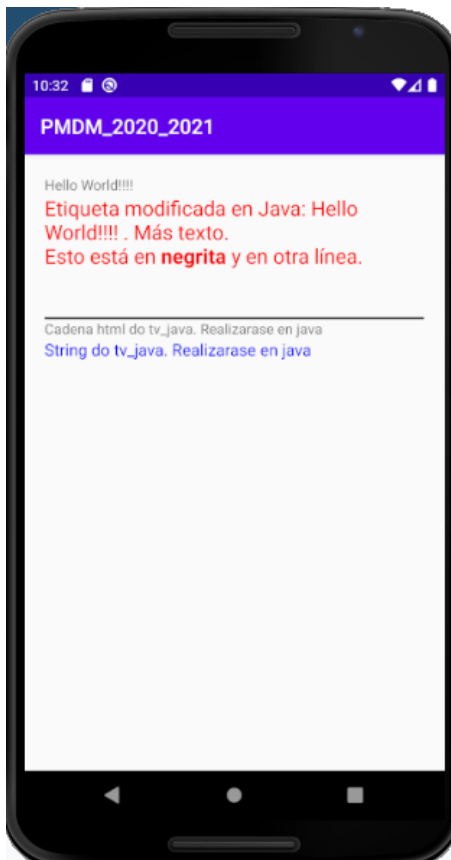 10:32
PMDM_2020_2021
Hello World!!!!
Etiqueta modificada en Java: Hello
World!!!! . Más texto.
Esto está en negrita y en otra línea.
Cadena html do tv_java. Realizarase en java
String do tv_java. Realizarase en java